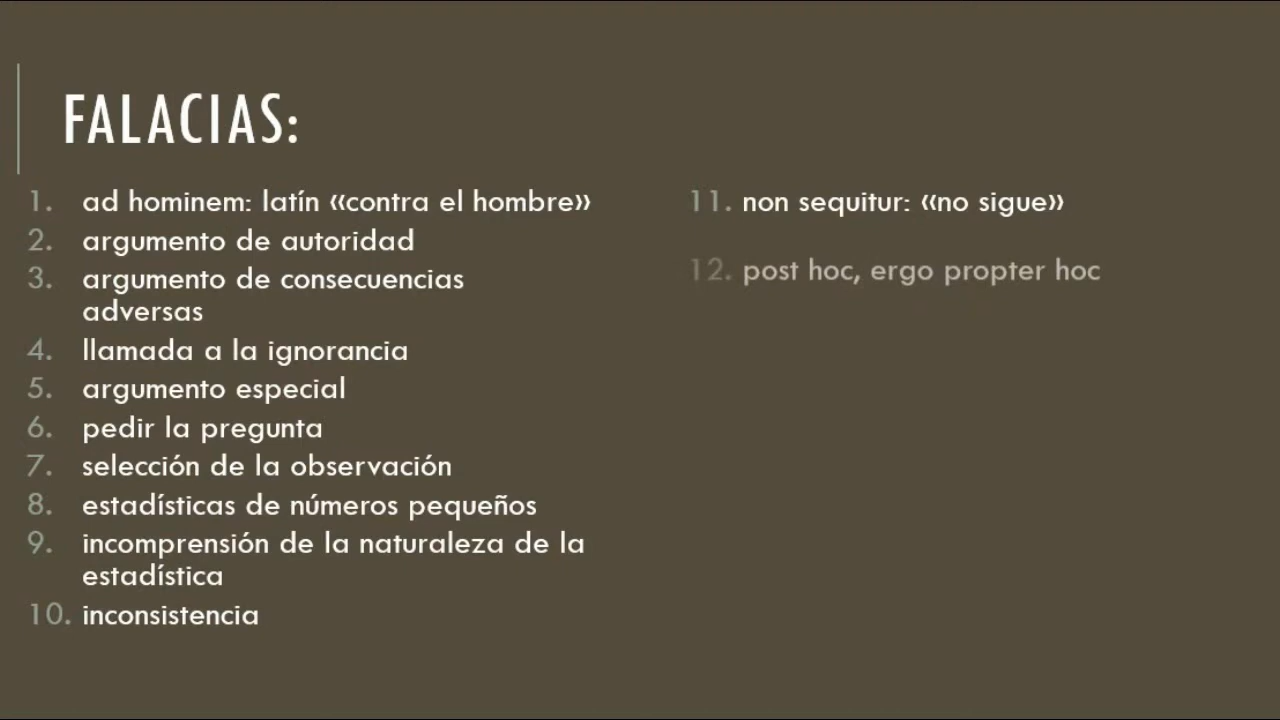 FALACIAS:
1. ad hominem: latín «contra el hombre»
2. argumento de autoridad
3. argumento de consecuencias
adversas
4. llamada a la ignorancia
5. argumento especial
6. pedir la pregunta
7. selección de la observación
8. estadísticas de números pequeños
9. incomprensión de la naturaleza de la
estadística
10. inconsistencia
11. non sequitur: «no sigue»
12. post hoc, ergo propter hoc